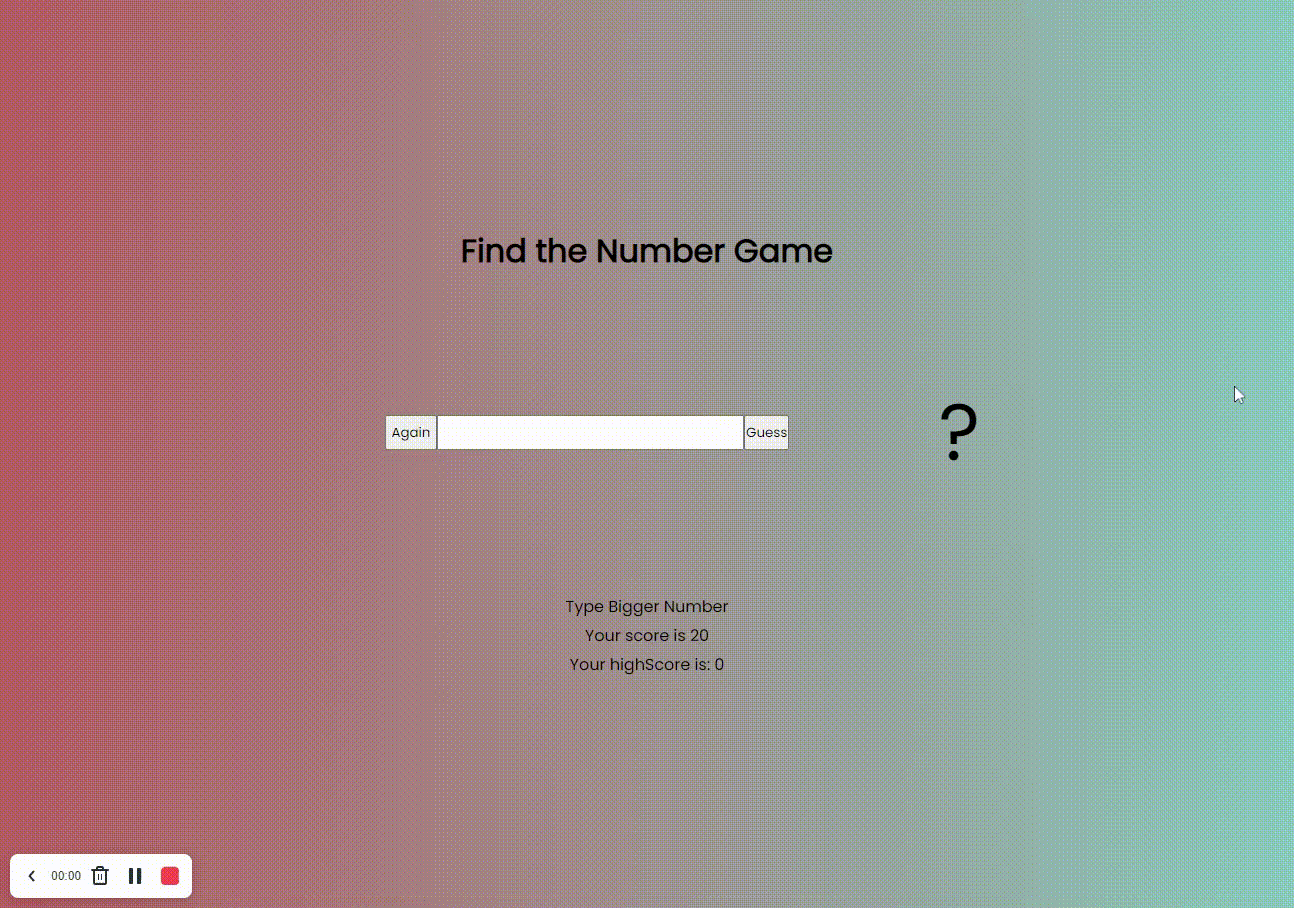 Find the Number Game
Again
Guess
?
Type Bigger Number
Your score is 20
Your highScore is: 0
00:00